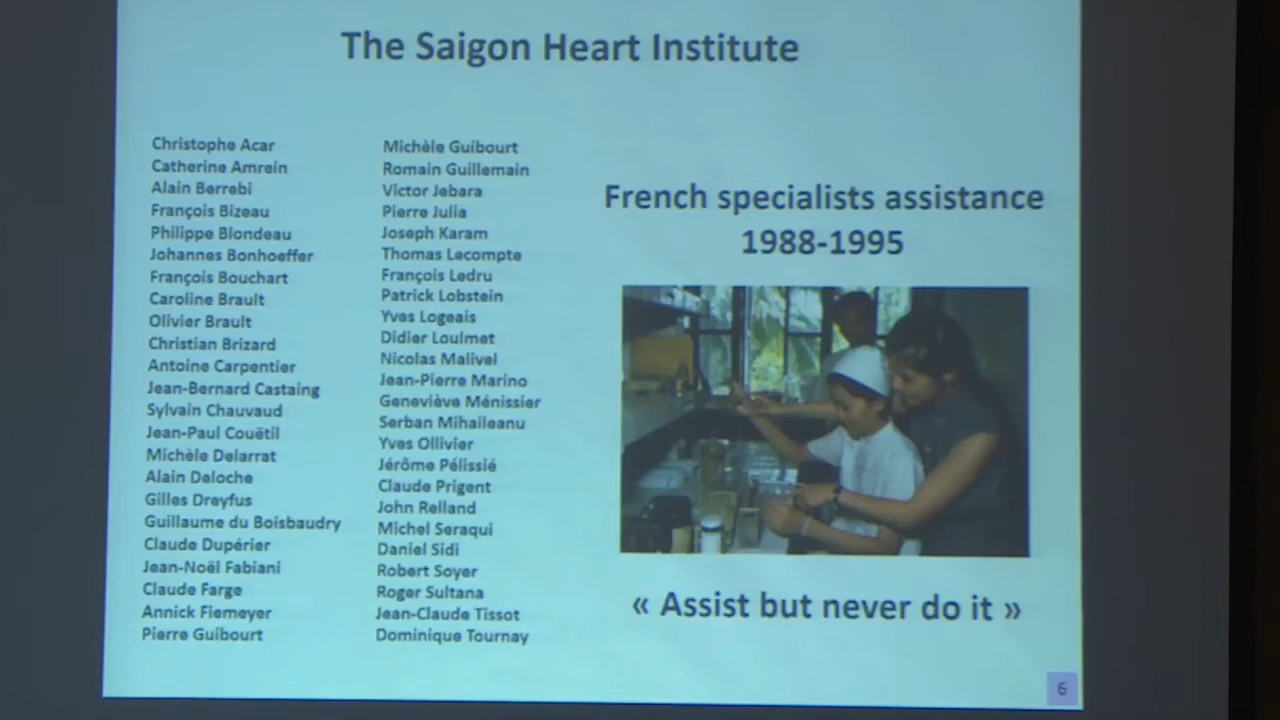 The Saigon Heart Institute
Christophe Acar
Catherine Amrein
Alain Berrebi
François Bizeau
Philippe Blondeau
Johannes Bonhoeffer
François Bouchart
Caroline Brault
Olivier Brault
Christian Brizard
Antoine Carpentier
Jean-Bernard Castaing
Sylvain Chauvaud
Jean-Paul Couëtil
Michèle Delarrat
Alain Deloche
Gilles Dreyfus
Guillaume du Boisbaudry
Claude Dupérier
Jean-Noël Fabiani
Claude Farge
Annick Fiemeyer
Pierre Guibourt
Michèle Guibourt
Romain Guillemain
Victor Jebara
Pierre Julia
Joseph Karam
Thomas Lecompte
François Ledru
Patrick Lobstein
Yves Logeais
Didier Loulmet
Nicolas Malivel
Jean-Pierre Marino
Geneviève Ménissier
Serban Mihaileanu
Yves Ollivier
Jérôme Pélissié
Claude Prigent
John Relland
Michel Seraqui
Daniel Sidi
Robert Soyer
Roger Sultana
Jean-Claude Tissot
Dominique Tournay
French specialists assistance
1988-1995
« Assist but never do it »
6